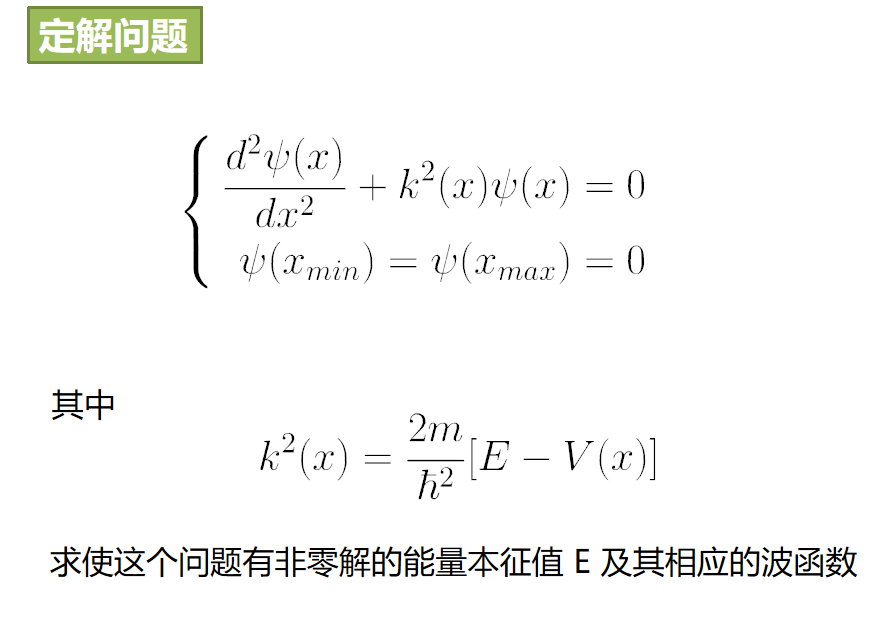 定解问题
\begin{cases} \frac{d^2\psi(x)}{dx^2} + k^2(x)\psi(x) = 0 \\ \psi(x_{min}) = \psi(x_{max}) = 0 \end{cases}
其中
k^2(x) = \frac{2m}{\hbar^2}[E - V(x)]
求使这个问题有非零解的能量本征值 E 及其相应的波函数